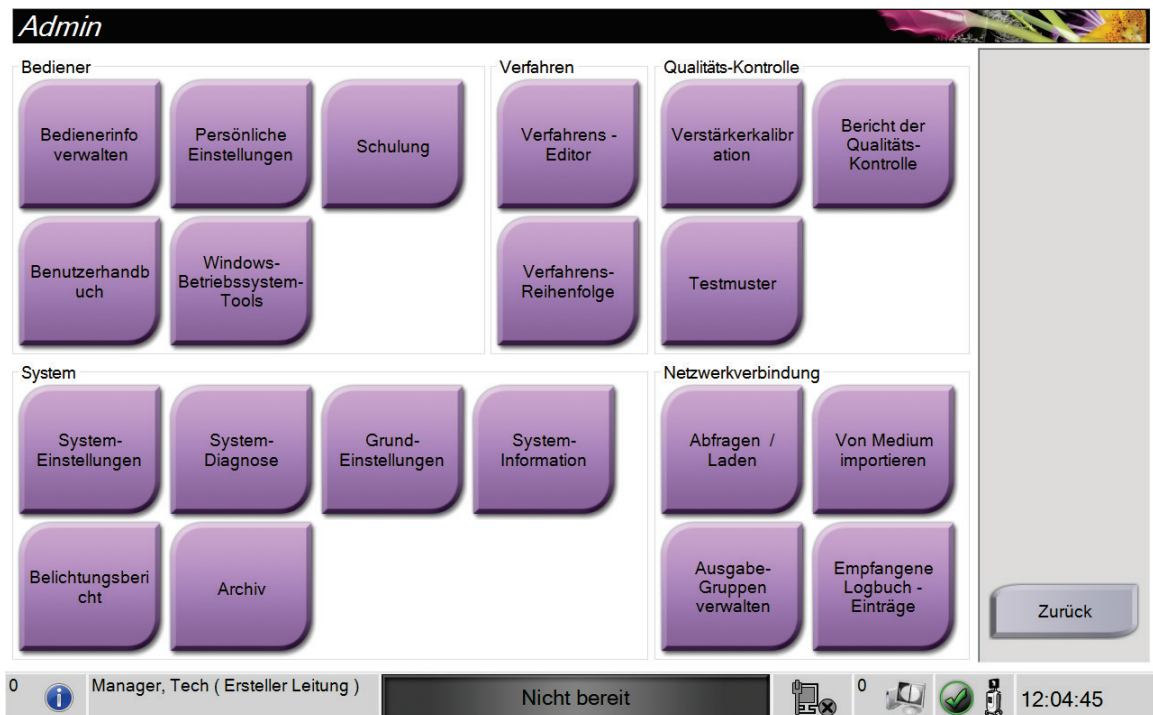 Admin
Bediener
Bedienerinfo
verwalten
Persönliche
Einstellungen
Schulung
Benutzerhandb
uch
Windows-
Betriebssystem-
Tools
Verfahren
Verfahrens -
Editor
Verfahrens-
Reihenfolge
Qualitäts-Kontrolle
Verstärkerkalibr
ation
Bericht der
Qualitäts-
Kontrolle
Testmuster
System
System-
Einstellungen
System-
Diagnose
Grund-
Einstellungen
System-
Information
Belichtungsberi
cht
Archiv
Netzwerkverbindung
Abfragen / 
Laden
Von Medium
importieren
Ausgabe-
Gruppen
verwalten
Empfangene
Logbuch -
Einträge
Zurück
0
Manager, Tech ( Ersteller Leitung )
Nicht bereit
0
12:04:45